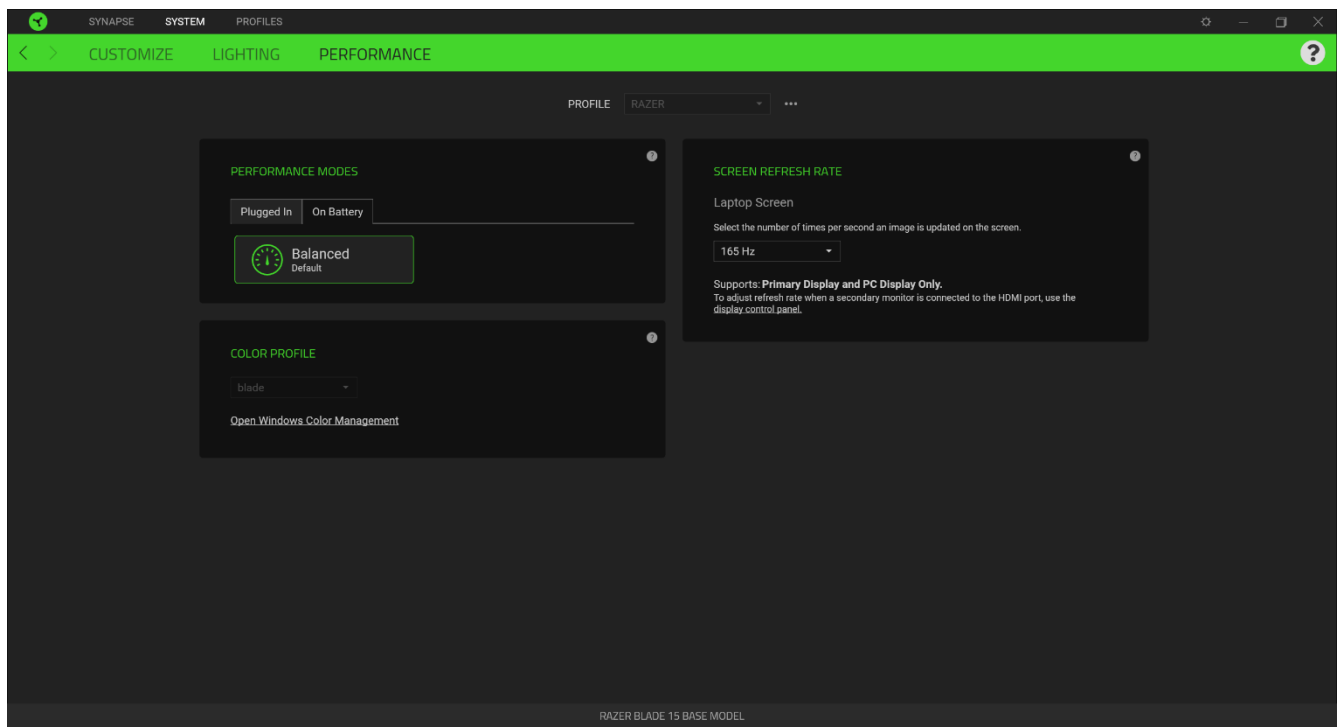 SYNAPSE SYSTEM PROFILES
CUSTOMIZE LIGHTING PERFORMANCE ?
PROFILE RAZER
PERFORMANCE MODES ?
Plugged In On Battery
Balanced
Default
COLOR PROFILE ?
blade
Open Windows Color Management
SCREEN REFRESH RATE ?
Laptop Screen
Select the number of times per second an image is updated on the screen.
165 Hz
Supports: Primary Display and PC Display Only.
To adjust refresh rate when a secondary monitor is connected to the HDMI port, use the
display control panel.
RAZER BLADE 15 BASE MODEL